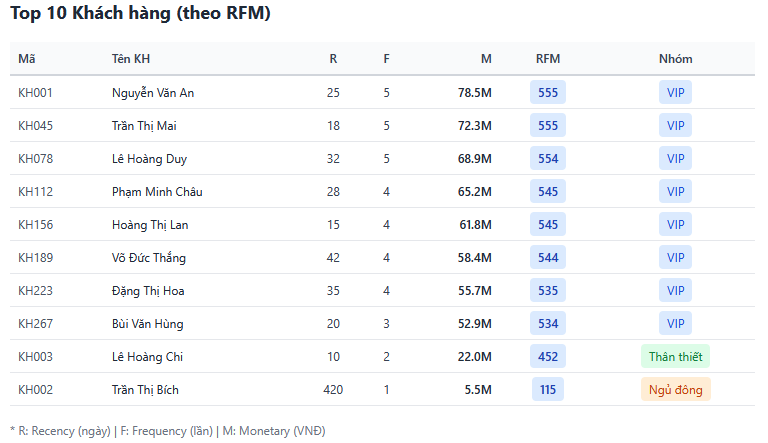 Top 10 Khách hàng (theo RFM)
Mã Tên KH R F M RFM Nhóm
KH001 Nguyễn Văn An 25 5 78.5M 555 VIP
KH045 Trần Thị Mai 18 5 72.3M 555 VIP
KH078 Lê Hoàng Duy 32 5 68.9M 554 VIP
KH112 Phạm Minh Châu 28 4 65.2M 545 VIP
KH156 Hoàng Thị Lan 15 4 61.8M 545 VIP
KH189 Võ Đức Thắng 42 4 58.4M 544 VIP
KH223 Đặng Thị Hoa 35 4 55.7M 535 VIP
KH267 Bùi Văn Hùng 20 3 52.9M 534 VIP
KH003 Lê Hoàng Chi 10 2 22.0M 452 Thân thiết
KH002 Trần Thị Bích 420 1 5.5M 115 Ngủ đông
* R: Recency (ngày) | F: Frequency (lần) | M: Monetary (VNĐ)